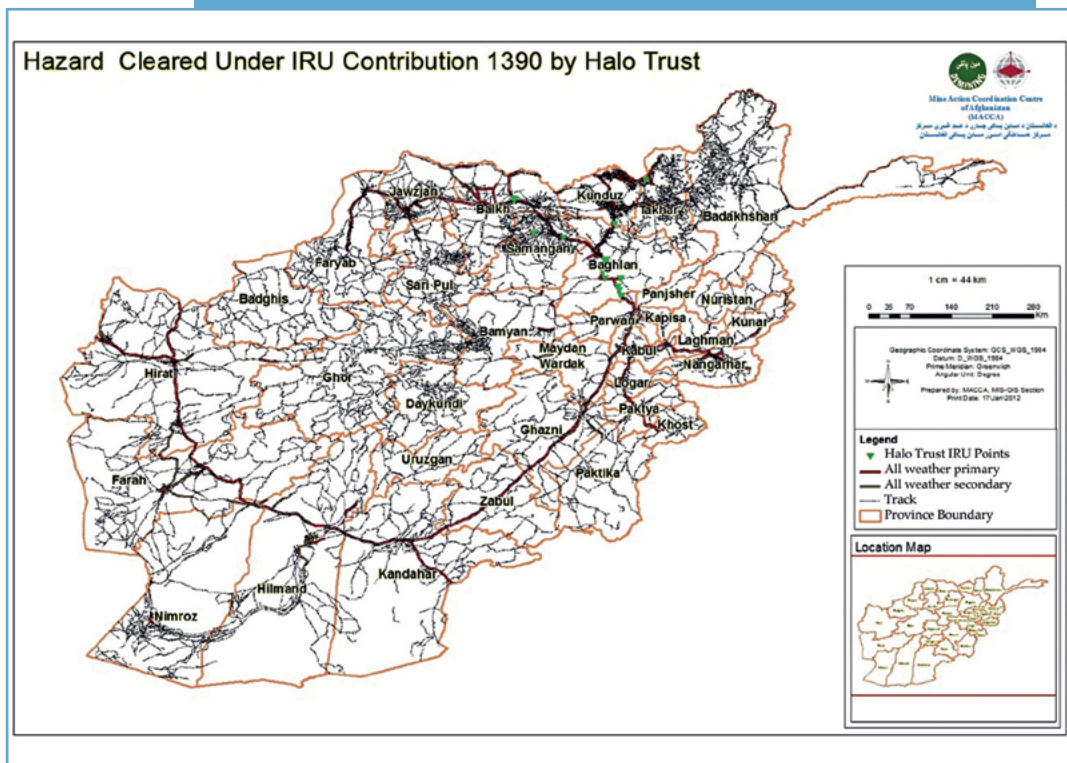 Hazard Cleared Under IRU Contribution 1390 by Halo Trust
Mine Action Coordination Centre
of Afghanistan
(MACCA)
Jawzjan
Balkh
Kunduz
Takhar
Badakhshan
Samangan
Faryab
Baghlan
Sari Pul
Badghis
Panjsher
Nuristan
Bamyan
Parwan
Kapisa
Kunar
Laghman
Maydan
Wardak
Kabul
Hirat
Nangarhar
Ghor
Logar
Daykundi
Paktya
Ghazni
Khost
Uruzgan
Paktika
Farah
Zabul
Kandahar
Hilmand
Nimroz
1 cm = 44 km
0 35 70 140 210 280
Km
Geographic Coordinate System: GCS_WGS_1984
Datum: D_WGS_1984
Prime Meridian: Greenwich
Angular Unit: Degree
Prepared by: MACCA, MIS-GIS Section
Print Date: 17\Jan\2012
Legend
Halo Trust IRU Points
All weather primary
All weather secondary
Track
Province Boundary
Location Map